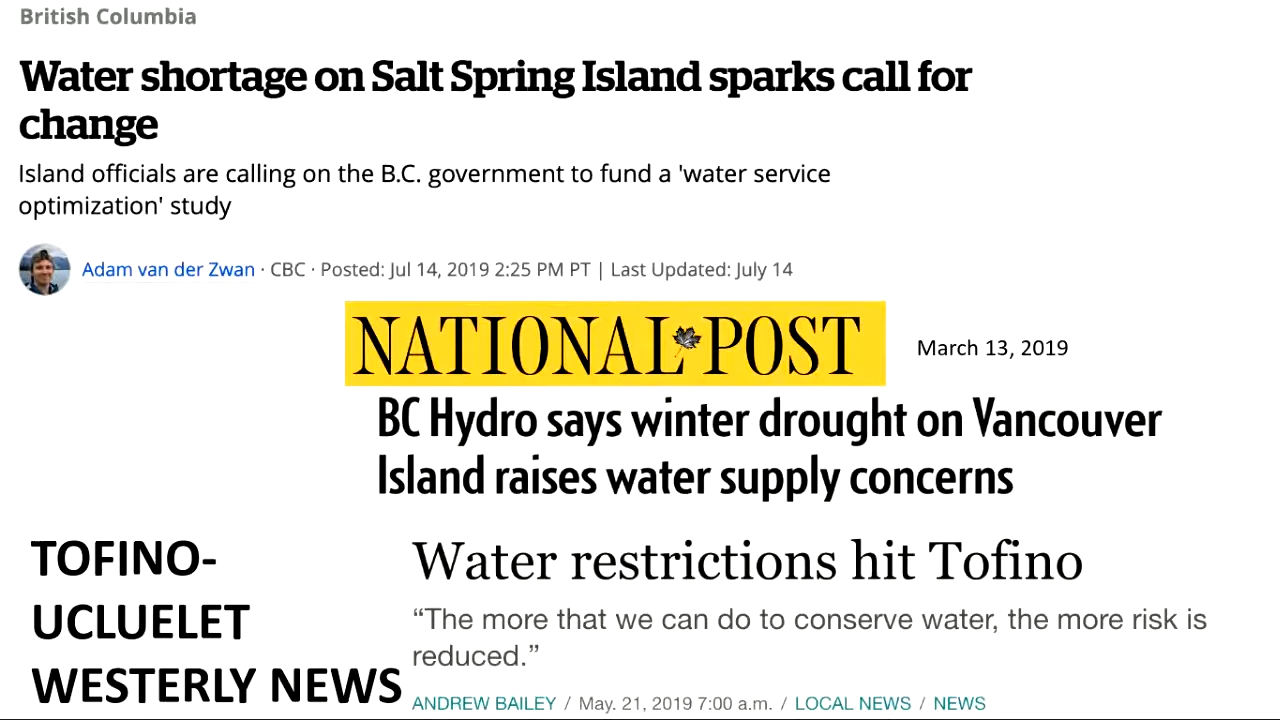 British Columbia
Water shortage on Salt Spring Island sparks call for
change
Island officials are calling on the B.C. government to fund a 'water service
optimization' study
Adam van der Zwan · CBC · Posted: Jul 14, 2019 2:25 PM PT | Last Updated: July 14
NATIONAL POST
March 13, 2019
BC Hydro says winter drought on Vancouver
Island raises water supply concerns
TOFINO-
UCLUELET
WESTERLY NEWS
Water restrictions hit Tofino
“The more that we can do to conserve water, the more risk is
reduced.”
ANDREW BAILEY / May. 21, 2019 7:00 a.m. / LOCAL NEWS / NEWS